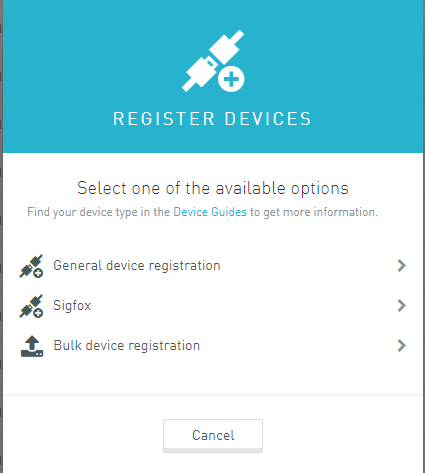 REGISTER DEVICES
Select one of the available options
Find your device type in the Device Guides to get more information.
General device registration
Sigfox
Bulk device registration
Cancel